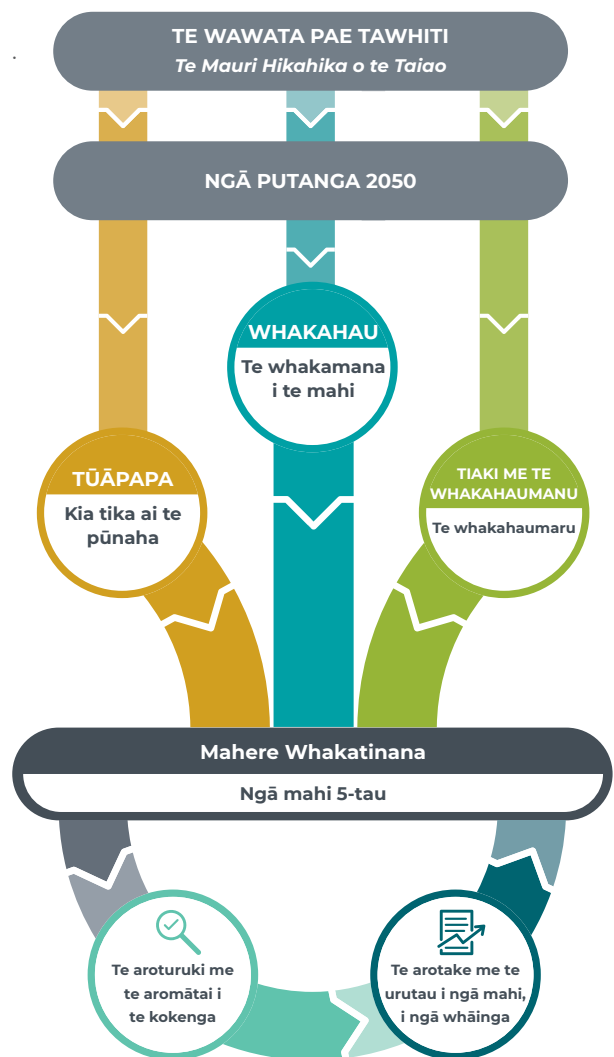 TE WAWATA PAE TAWHITI
Te Mauri Hikahika o te Taiao
NGĀ PUTANGA 2050
WHAKAHAU
Te whakamana
i te mahi
TŪĀPAPA
Kia tika ai te
pūnaha
TIAKI ME TE
WHAKAHAUMANU
Te whakahaumaru
Mahere Whakatinana
Ngā mahi 5-tau
Te aroturuki me
te aromātai i
te kokenga
Te arotake me te
urutau i ngā mahi,
i ngā whāinga